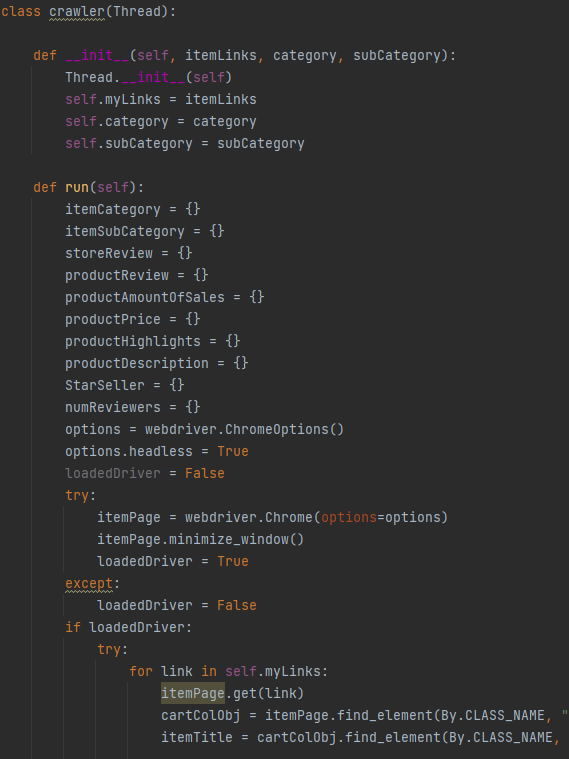 class crawler(Thread):
def __init__(self, itemLinks, category, subCategory):
Thread.__init__(self)
self.myLinks = itemLinks
self.category = category
self.subCategory = subCategory
def run(self):
itemCategory = {}
itemSubCategory = {}
storeReview = {}
productReview = {}
productAmountOfSales = {}
productPrice = {}
productHighlights = {}
productDescription = {}
StarSeller = {}
numReviewers = {}
options = webdriver.ChromeOptions()
options.headless = True
loadedDriver = False
try:
itemPage = webdriver.Chrome(options=options)
itemPage.minimize_window()
loadedDriver = True
except:
loadedDriver = False
if loadedDriver:
try:
for link in self.myLinks:
itemPage.get(link)
cartColObj = itemPage.find_element(By.CLASS_NAME, "
itemTitle = cartColObj.find_element(By.CLASS_NAME,